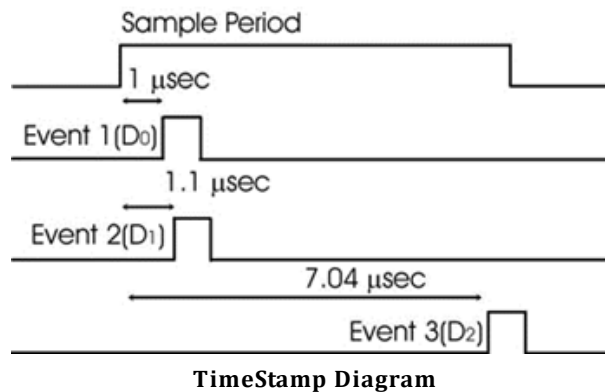 Sample Period
1 μsec
Event 1(D0)
1.1 μsec
Event 2(D1)
7.04 μsec
Event 3(D2)
TimeStamp Diagram